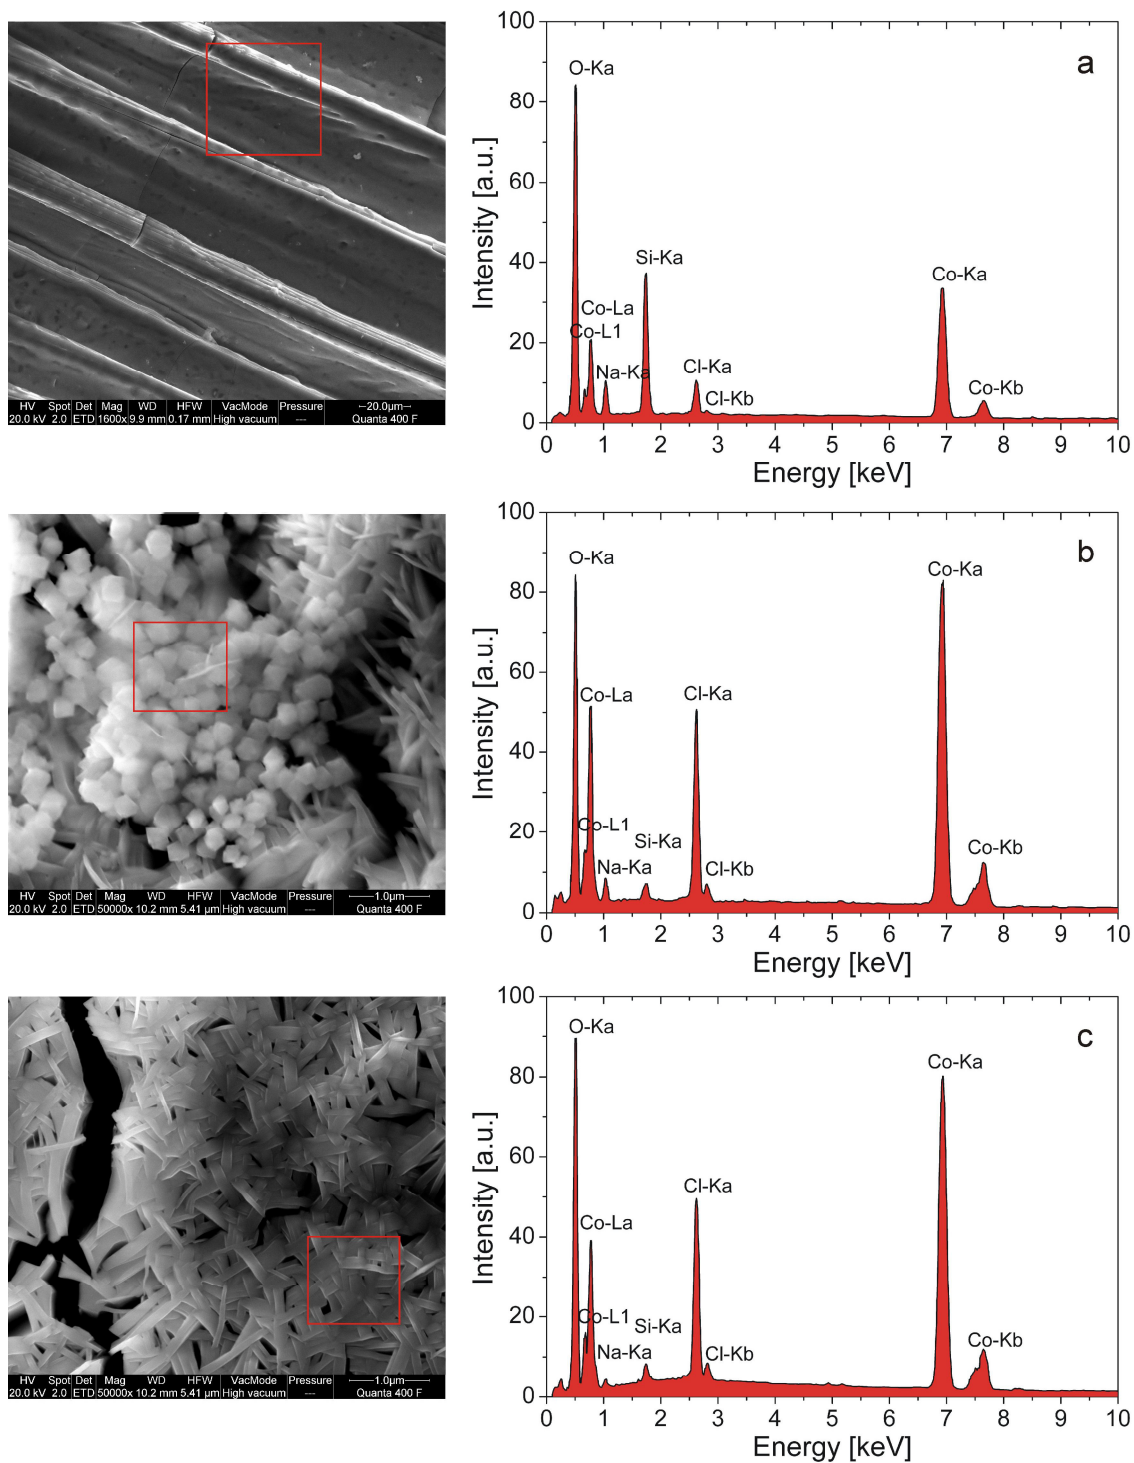 HV Spot Det Mag WD HFW VacMode Pressure ←20.0µm→
20.0 kV 2.0 ETD 1600x 9.9 mm 0.17 mm High vacuum --- Quanta 400 F
100
80
60
40
20
0
Intensity [a.u.]
a
O-Ka
Si-Ka
Co-La
Co-L1
Na-Ka
Cl-Ka
Cl-Kb
Co-Ka
Co-Kb
0 1 2 3 4 5 6 7 8 9 10
Energy [keV]
HV Spot Det Mag WD HFW VacMode Pressure 1.0µm
20.0 kV 2.0 ETD 50000x 10.2 mm 5.41 µm High vacuum --- Quanta 400 F
100
80
60
40
20
0
Intensity [a.u.]
b
O-Ka
Co-La
Co-L1
Na-Ka
Si-Ka
Cl-Ka
Cl-Kb
Co-Ka
Co-Kb
0 1 2 3 4 5 6 7 8 9 10
Energy [keV]
HV Spot Det Mag WD HFW VacMode Pressure 1.0µm
20.0 kV 2.0 ETD 50000x 10.2 mm 5.41 µm High vacuum --- Quanta 400 F
100
80
60
40
20
0
Intensity [a.u.]
c
O-Ka
Co-La
Co-L1
Na-Ka
Si-Ka
Cl-Ka
Cl-Kb
Co-Ka
Co-Kb
0 1 2 3 4 5 6 7 8 9 10
Energy [keV]